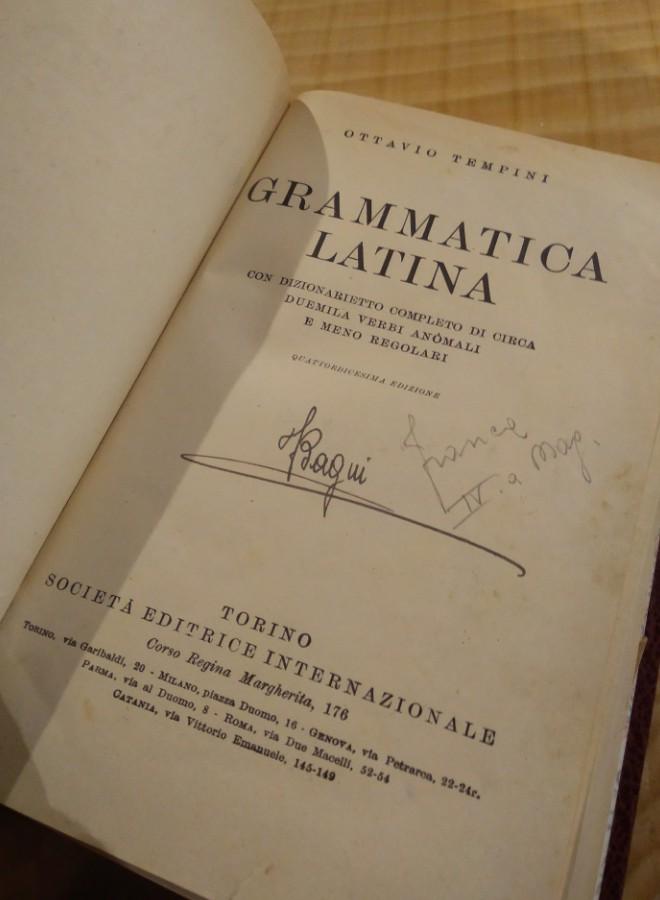 OTTAVIO TEMPINI
GRAMMATICA
LATINA
CON DIZIONARIETTO COMPLETO DI CIRCA
DUEMILA VERBI ANÒMALI
E MENO REGOLARI
QUATTORDICESIMA EDIZIONE
Bagni
IV.a Mag.
TORINO
SOCIETÀ EDITRICE INTERNAZIONALE
Corso Regina Margherita, 176
TORINO, via Garibaldi, 20 - MILANO, piazza Duomo, 16 - GENOVA, via Petrarca, 22-24r.
PARMA, via al Duomo, 8 - ROMA, via Due Macelli, 52-54
CATANIA, via Vittorio Emanuele, 145-149